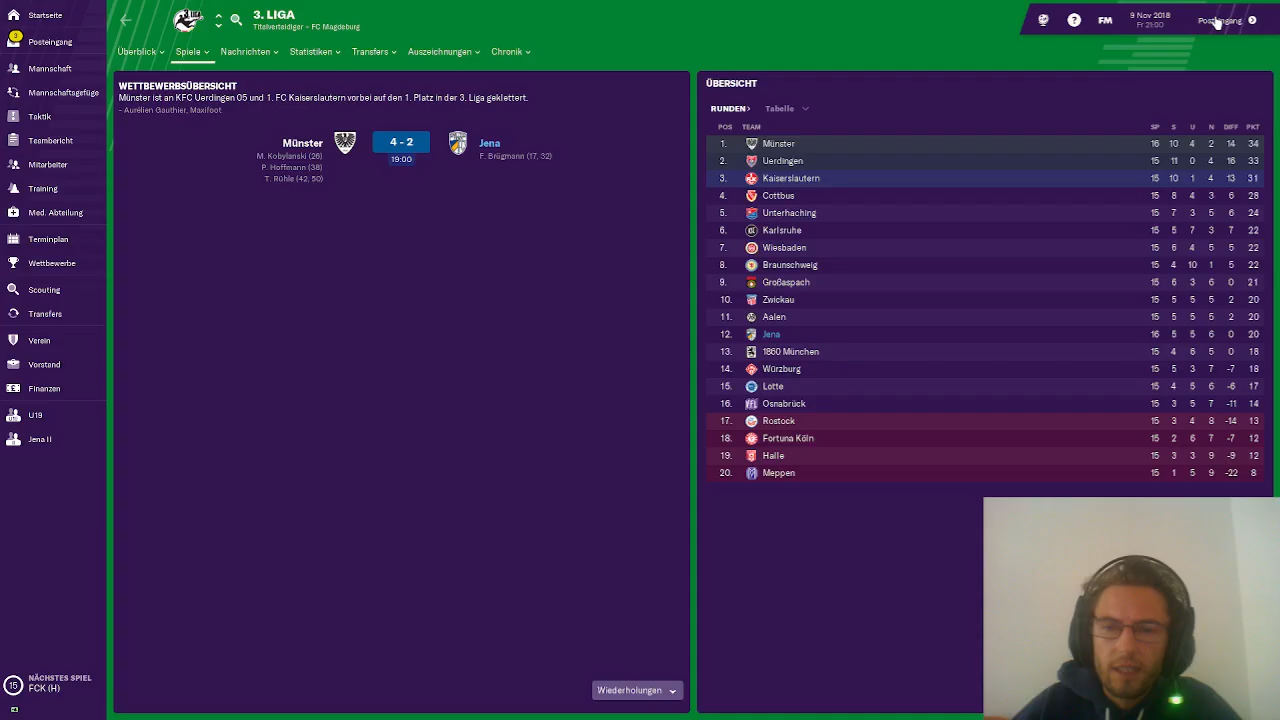 Startseite
3
Posteingang
Mannschaft
Mannschaftgefüge
Taktik
Teambericht
Mitarbeiter
Training
Med. Abteilung
Terminplan
Wettbewerbe
Scouting
Transfers
Verein
Vorstand
Finanzen
U19
Jena II
15
NÄCHSTES SPIEL
FCK (H)
3. LIGA
Titelverteidiger - FC Magdeburg
FM
9 Nov 2018
Fr 21:00
Posteingang
Überblick
Spiele
Nachrichten
Statistiken
Transfers
Auszeichnungen
Chronik
WETTBEWERBSÜBERSICHT
Münster ist an KFC Uerdingen 05 und 1. FC Kaiserslautern vorbei auf den 1. Platz in der 3. Liga geklettert.
- Aurélien Gauthier, Maxifoot
Münster 4 - 2 Jena
19:00
M. Kobylanski (26)
P. Hoffmann (38)
T. Rühle (42, 50)
F. Brügmann (17, 32)
Wiederholungen
ÜBERSICHT
RUNDEN> Tabelle
POS TEAM SP S U N DIFF PKT
1. Münster 16 10 4 2 14 34
2. Uerdingen 15 11 0 4 16 33
3. Kaiserslautern 15 10 1 4 13 31
4. Cottbus 15 8 4 3 6 28
5. Unterhaching 15 7 3 5 6 24
6. Karlsruhe 15 5 7 3 7 22
7. Wiesbaden 15 6 4 5 5 22
8. Braunschweig 15 4 10 1 5 22
9. Großaspach 15 6 3 6 0 21
10. Zwickau 15 5 5 5 2 20
11. Aalen 15 5 5 5 2 20
12. Jena 16 5 5 6 0 20
13. 1860 München 15 4 6 5 0 18
14. Würzburg 15 5 3 7 -7 18
15. Lotte 15 4 5 6 -6 17
16. Osnabrück 15 3 5 7 -11 14
17. Rostock 15 3 4 8 -14 13
18. Fortuna Köln 15 2 6 7 -7 12
19. Halle 15 3 3 9 -9 12
20. Meppen 15 1 5 9 -22 8